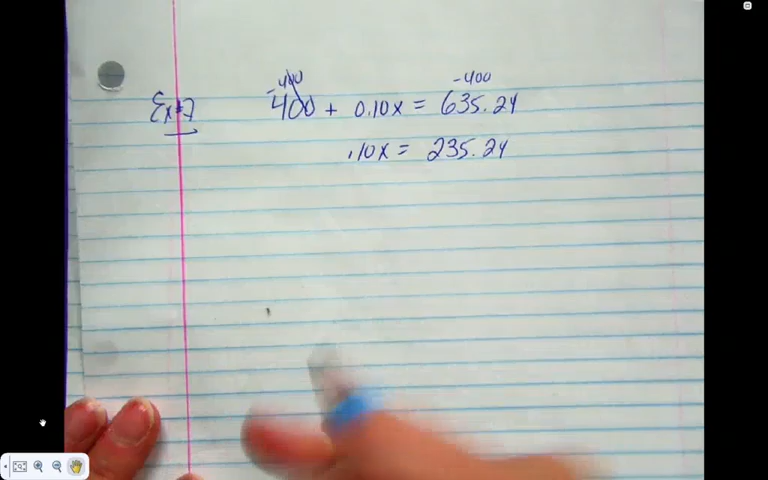 -400 -400
Ex#7 400 + 0.10x = 635.24
.10x = 235.24